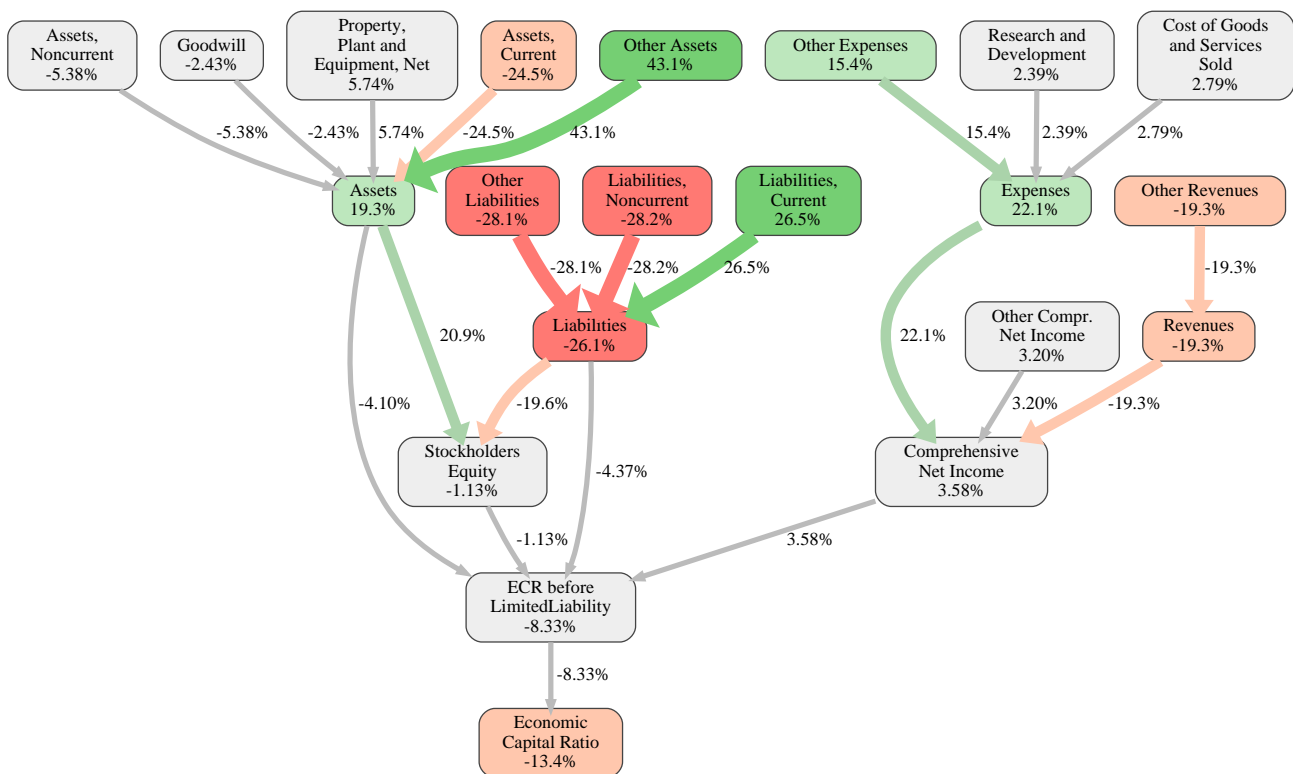 Assets,
Noncurrent
-5.38%
Goodwill
-2.43%
Property,
Plant and
Equipment, Net
5.74%
Assets,
Current
-24.5%
Other Assets
43.1%
Other Expenses
15.4%
Research and
Development
2.39%
Cost of Goods
and Services
Sold
2.79%
-5.38%
-2.43%
5.74%
-24.5%
43.1%
15.4%
2.39%
2.79%
Assets
19.3%
Other
Liabilities
-28.1%
Liabilities,
Noncurrent
-28.2%
Liabilities,
Current
26.5%
Expenses
22.1%
Other Revenues
-19.3%
-28.1%
-28.2%
26.5%
-19.3%
Liabilities
-26.1%
Other Compr.
Net Income
3.20%
Revenues
-19.3%
20.9%
22.1%
-4.10%
-19.6%
3.20%
-19.3%
Stockholders
Equity
-1.13%
-4.37%
Comprehensive
Net Income
3.58%
-1.13%
3.58%
ECR before
LimitedLiability
-8.33%
-8.33%
Economic
Capital Ratio
-13.4%